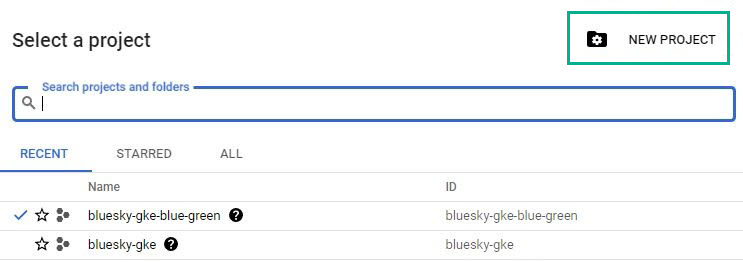 Select a project
NEW PROJECT
Search projects and folders
RECENT STARRED ALL
Name ID
bluesky-gke-blue-green ? bluesky-gke-blue-green
bluesky-gke ? bluesky-gke